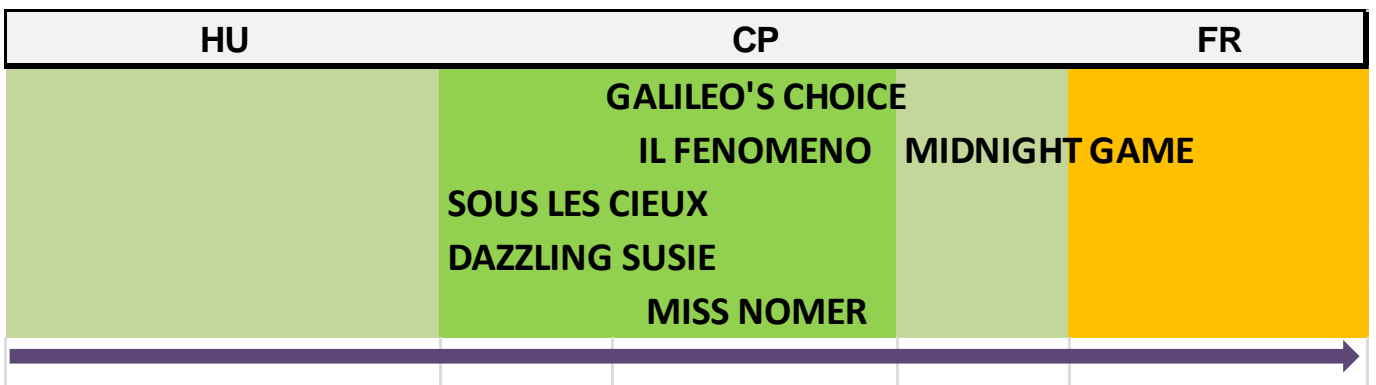 HU CP FR
GALILEO'S CHOICE
IL FENOMENO MIDNIGHT GAME
SOUS LES CIEUX
DAZZLING SUSIE
MISS NOMER